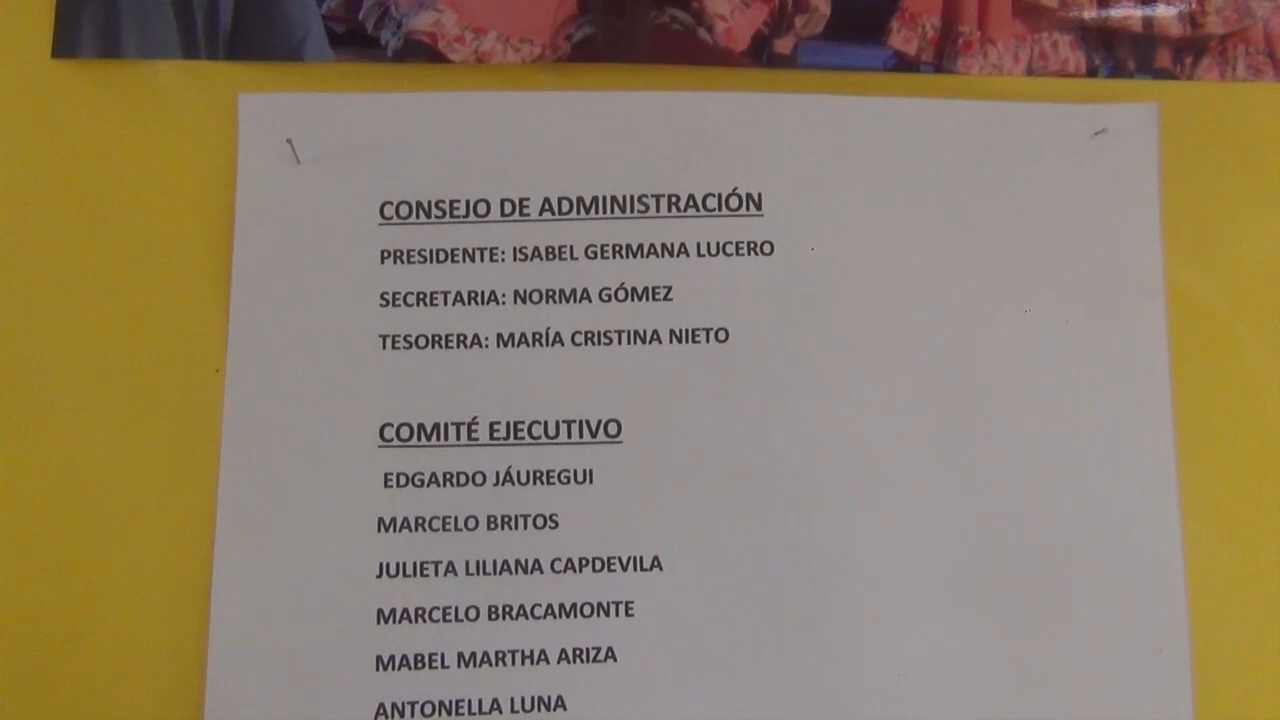 CONSEJO DE ADMINISTRACIÓN
PRESIDENTE: ISABEL GERMANA LUCERO
SECRETARIA: NORMA GÓMEZ
TESORERA: MARÍA CRISTINA NIETO
COMITÉ EJECUTIVO
EDGARDO JÁUREGUI
MARCELO BRITOS
JULIETA LILIANA CAPDEVILA
MARCELO BRACAMONTE
MABEL MARTHA ARIZA
ANTONELLA LUNA